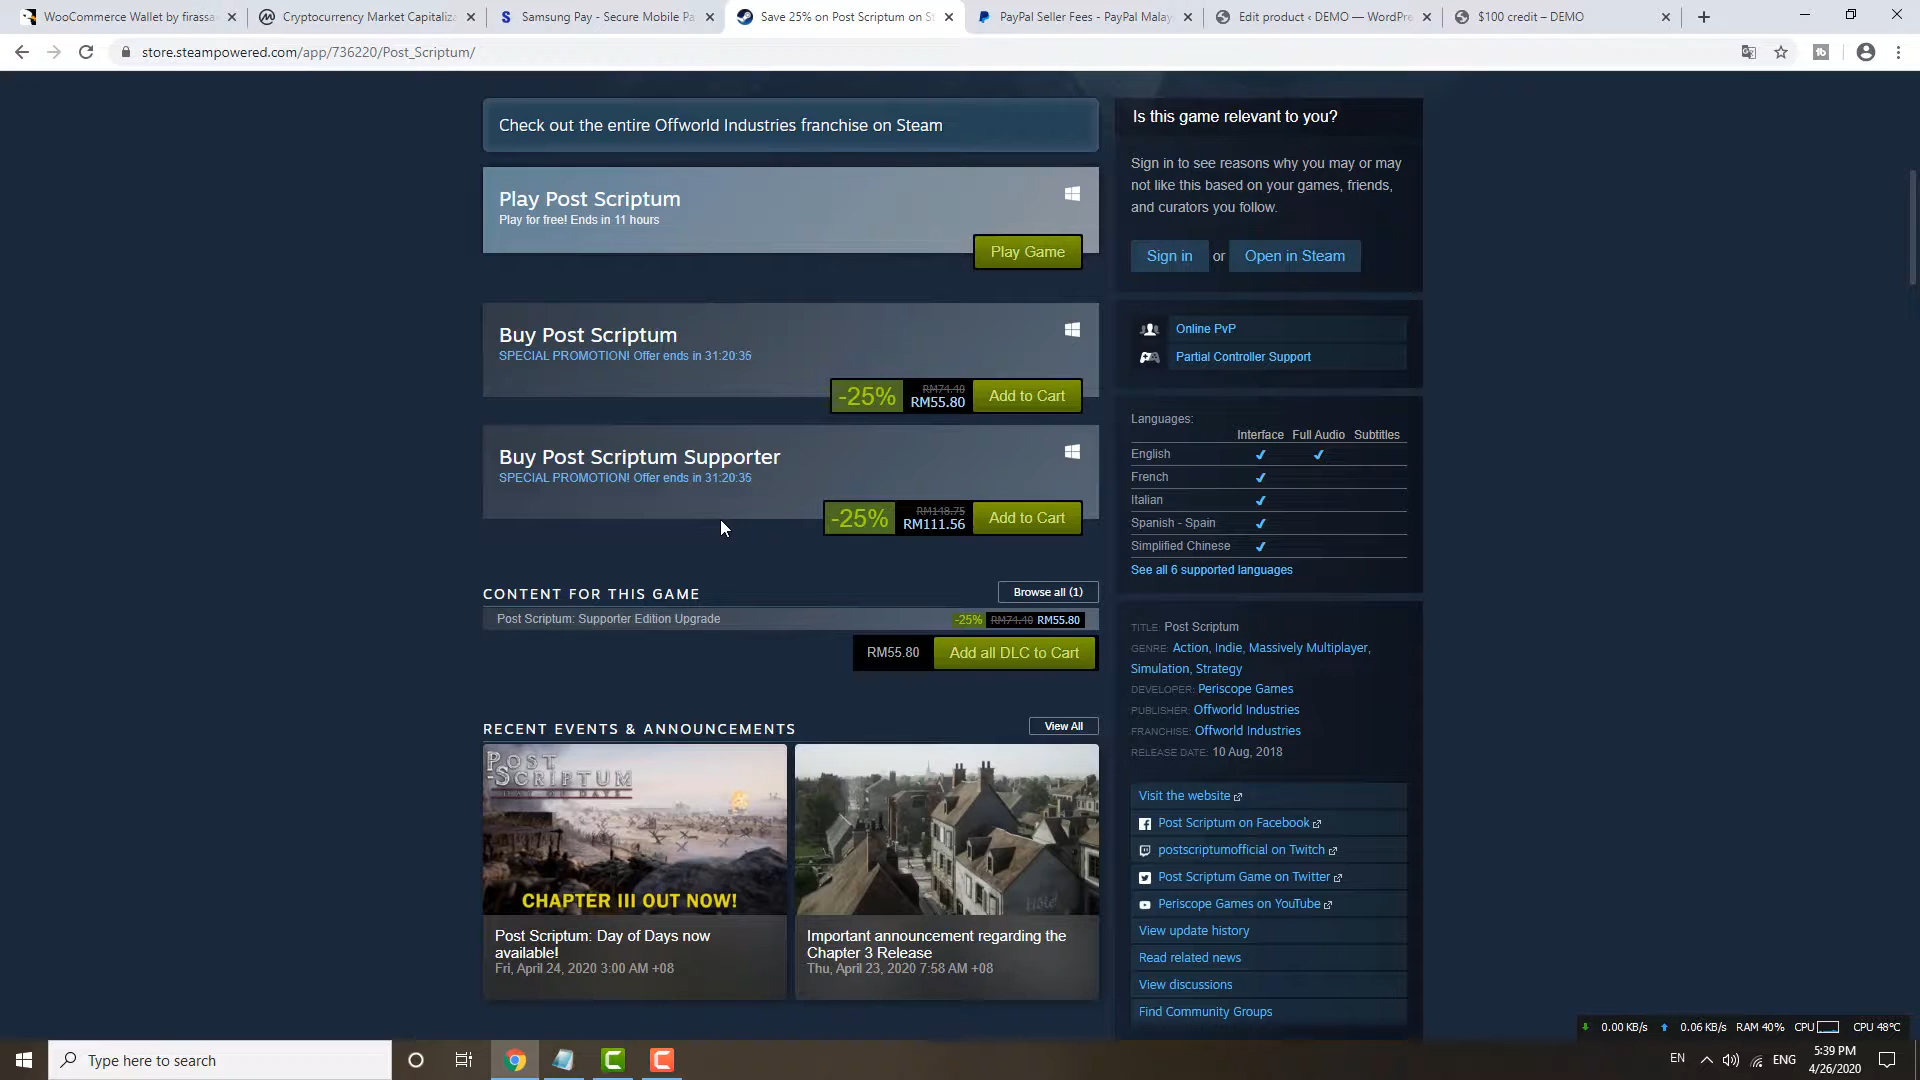 WooCommerce Wallet by firassa
Cryptocurrency Market Capitaliz
Samsung Pay - Secure Mobile Pa
Save 25% on Post Scriptum on St
PayPal Seller Fees - PayPal Malay
Edit product ‹ DEMO — WordPre
$100 credit – DEMO
store.steampowered.com/app/736220/Post_Scriptum/
Check out the entire Offworld Industries franchise on Steam
Play Post Scriptum
Play for free! Ends in 11 hours
Play Game
Buy Post Scriptum
SPECIAL PROMOTION! Offer ends in 31:20:35
-25%
RM74.40
RM55.80
Add to Cart
Buy Post Scriptum Supporter
SPECIAL PROMOTION! Offer ends in 31:20:35
-25%
RM148.75
RM111.56
Add to Cart
CONTENT FOR THIS GAME
Browse all (1)
Post Scriptum: Supporter Edition Upgrade
-25% RM74.40 RM55.80
RM55.80
Add all DLC to Cart
RECENT EVENTS & ANNOUNCEMENTS
View All
POST
SCRIPTUM
DAY OF DAYS
CHAPTER III OUT NOW!
Post Scriptum: Day of Days now
available!
Fri, April 24, 2020 3:00 AM +08
Hotel
Important announcement regarding the
Chapter 3 Release
Thu, April 23, 2020 7:58 AM +08
Is this game relevant to you?
Sign in to see reasons why you may or may
not like this based on your games, friends,
and curators you follow.
Sign in or Open in Steam
Online PvP
Partial Controller Support
Languages:
Interface Full Audio Subtitles
English ✔ ✔
French ✔
Italian ✔
Spanish - Spain ✔
Simplified Chinese ✔
See all 6 supported languages
TITLE: Post Scriptum
GENRE: Action, Indie, Massively Multiplayer,
Simulation, Strategy
DEVELOPER: Periscope Games
PUBLISHER: Offworld Industries
FRANCHISE: Offworld Industries
RELEASE DATE: 10 Aug, 2018
Visit the website
Post Scriptum on Facebook
postscriptumofficial on Twitch
Post Scriptum Game on Twitter
Periscope Games on YouTube
View update history
Read related news
View discussions
Find Community Groups
0.00 KB/s 0.06 KB/s RAM 40% CPU CPU 48°C
Type here to search
EN
ENG
5:39 PM
4/26/2020